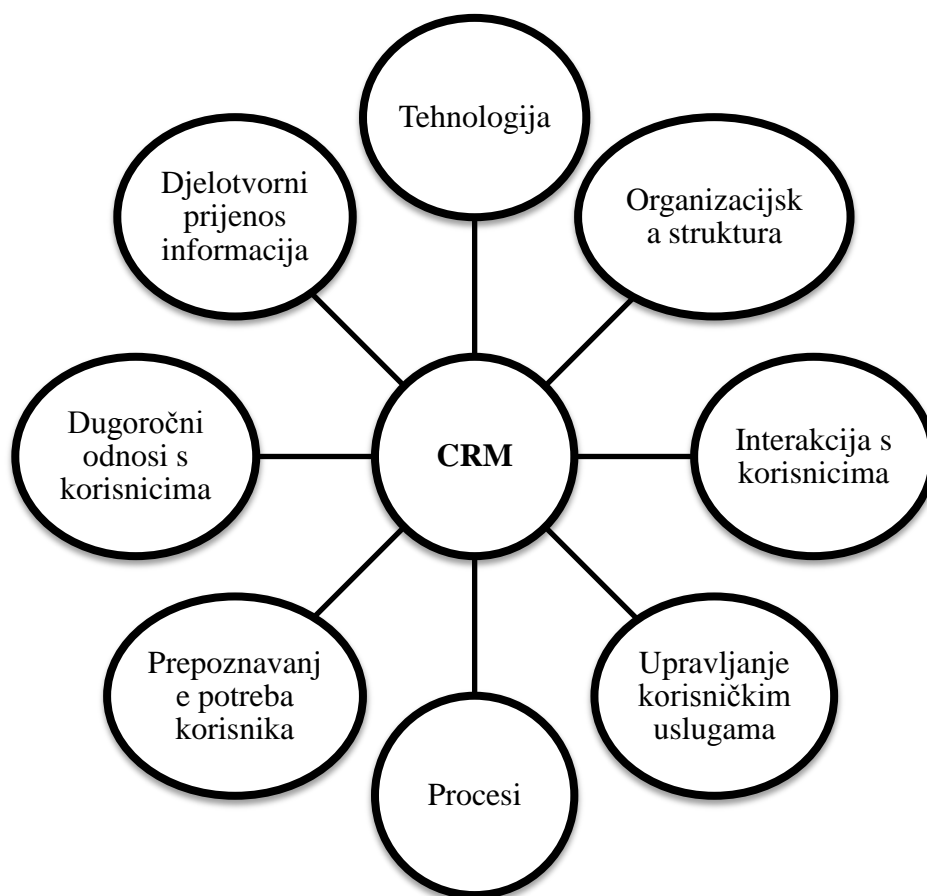 Tehnologija
Djelotvorni
prijenos
informacija
Organizacijsk
a struktura
Dugoročni
odnosi s
korisnicima
CRM
Interakcija s
korisnicima
Prepoznavanj
e potreba
korisnika
Upravljanje
korisničkim
uslugama
Procesi